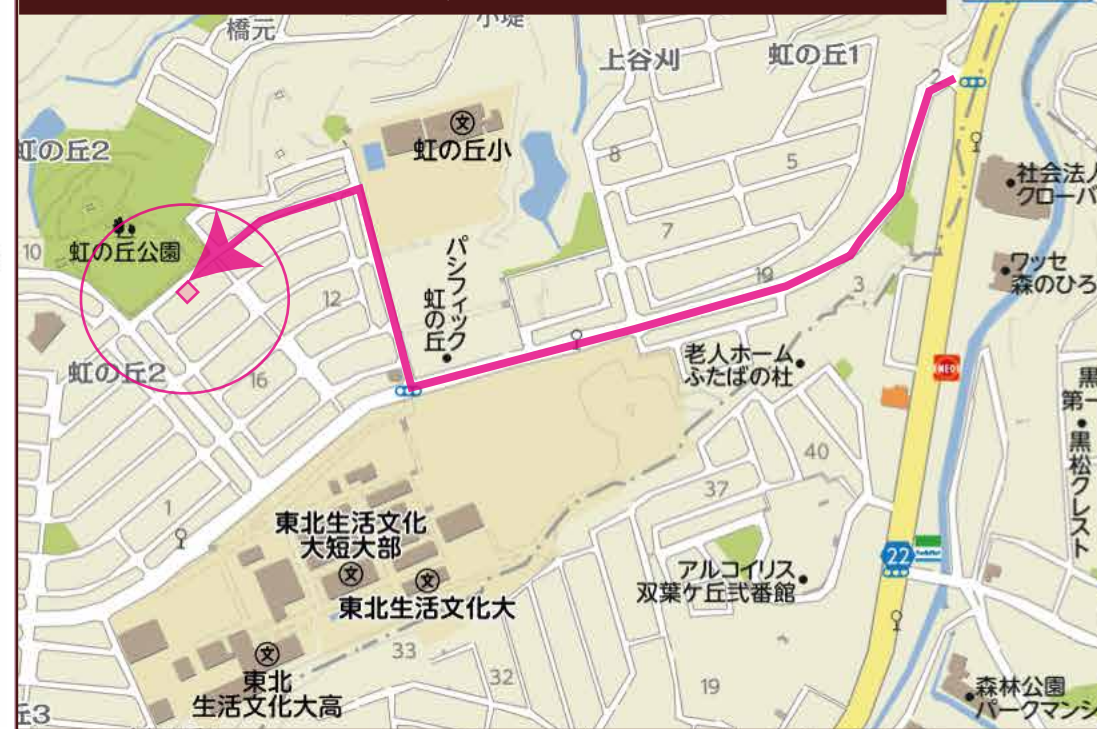 橋元
小堤
上谷刈
虹の丘1
2
虹の丘2
文
虹の丘小
8
5
社会法人
クローバ
7
10
虹の丘公園
パシフィック
虹の丘
12
19
3
ワッセ
森のひろ
老人ホーム
ふたばの杜
ENEOS
虹の丘2
16
黒
第一
黒松クレスト
40
37
1
東北生活文化
大短大部
文
文
東北生活文化大
アルコイリス
双葉ケ丘弐番館
22
FamilyMart
33
32
19
文
東北
生活文化大高
森林公園
パークマンシ
丘3